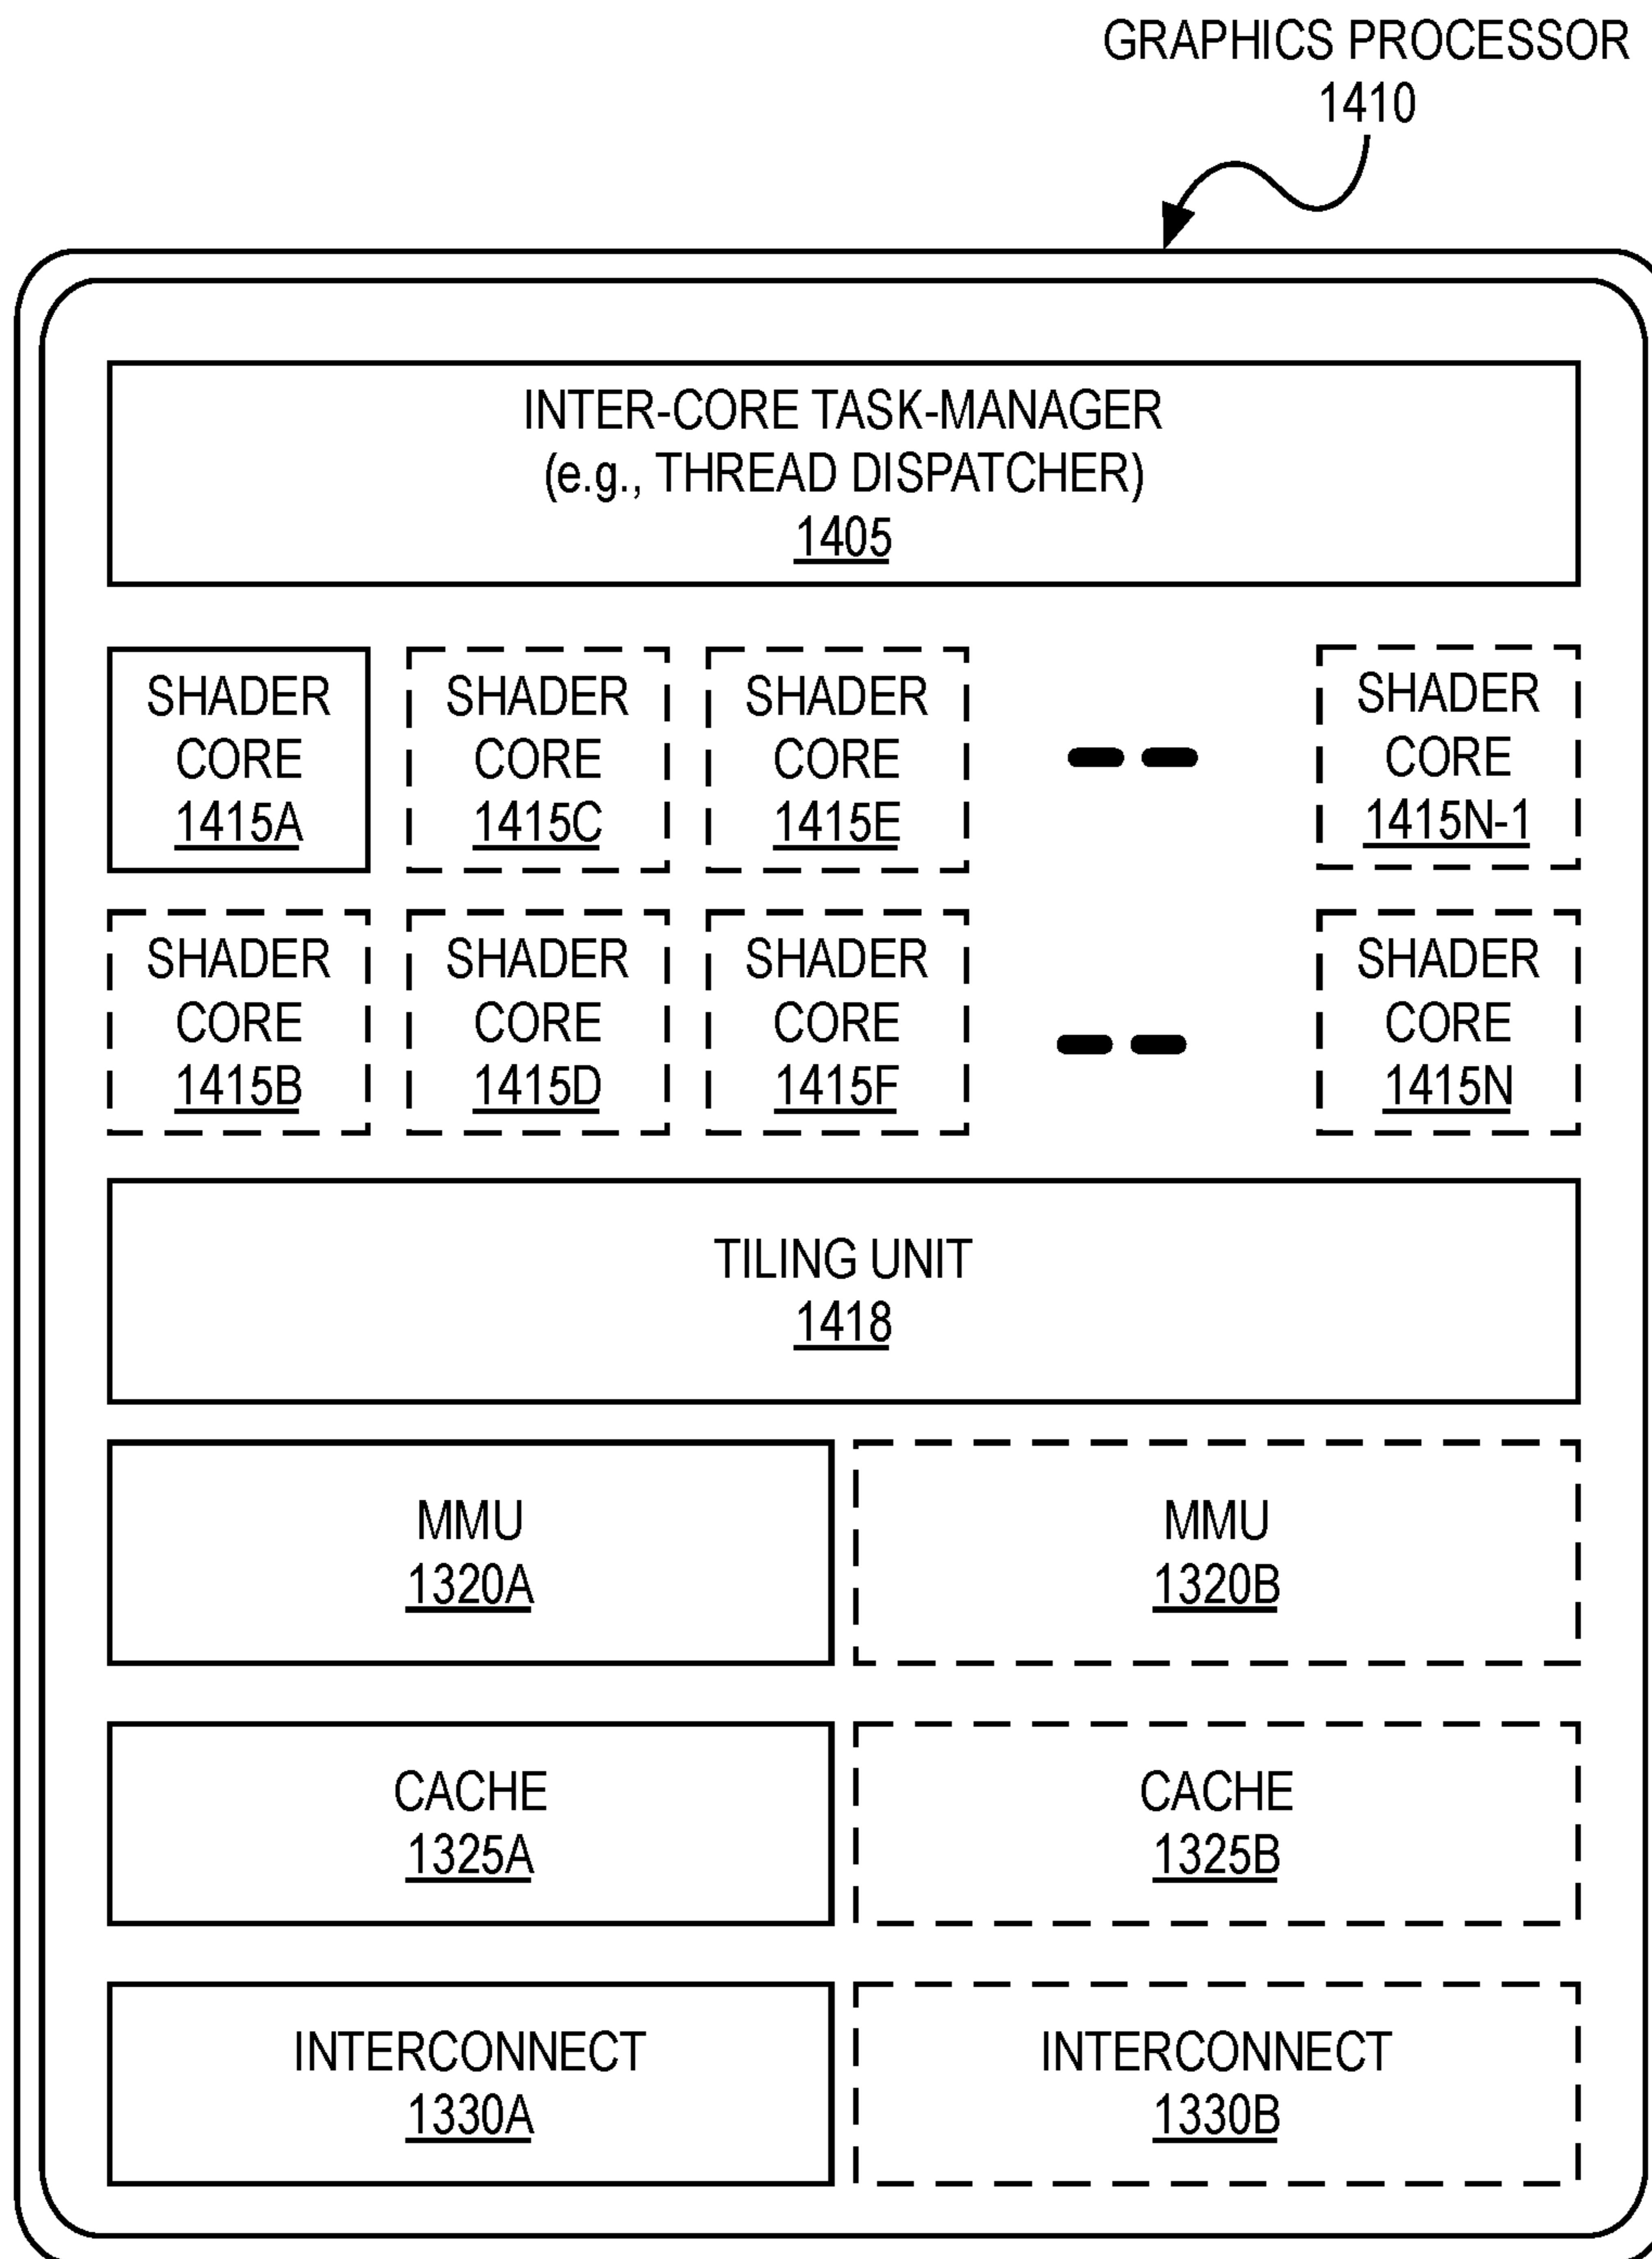 GRAPHICS PROCESSOR
1410
INTER-CORE TASK-MANAGER
(e.g., THREAD DISPATCHER)
1405
SHADER
CORE
1415A
SHADER
CORE
1415C
SHADER
CORE
1415E
SHADER
CORE
1415N-1
SHADER
CORE
1415B
SHADER
CORE
1415D
SHADER
CORE
1415F
SHADER
CORE
1415N
TILING UNIT
1418
MMU
1320A
MMU
1320B
CACHE
1325A
CACHE
1325B
INTERCONNECT
1330A
INTERCONNECT
1330B